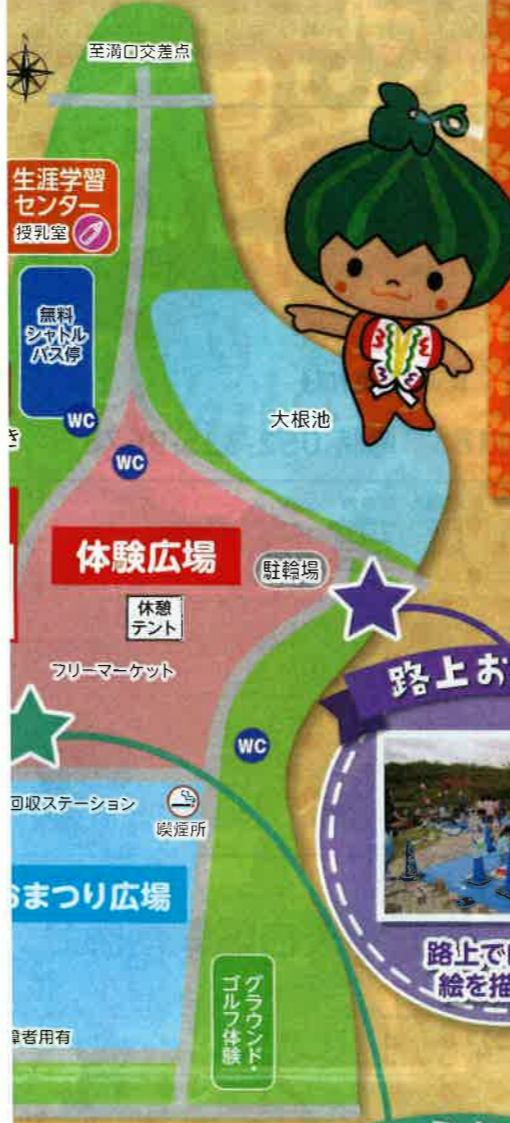 至溝口交差点
生涯学習
センター
授乳室
無料
シャトル
バス停
WC
き
WC
大根池
体験広場
駐輪場
休憩
テント
フリーマーケット
路上お
WC
回収ステーション
喫煙所
おまつり広場
路上で
絵を描
グラウンド・
ゴルフ体験
障者用有